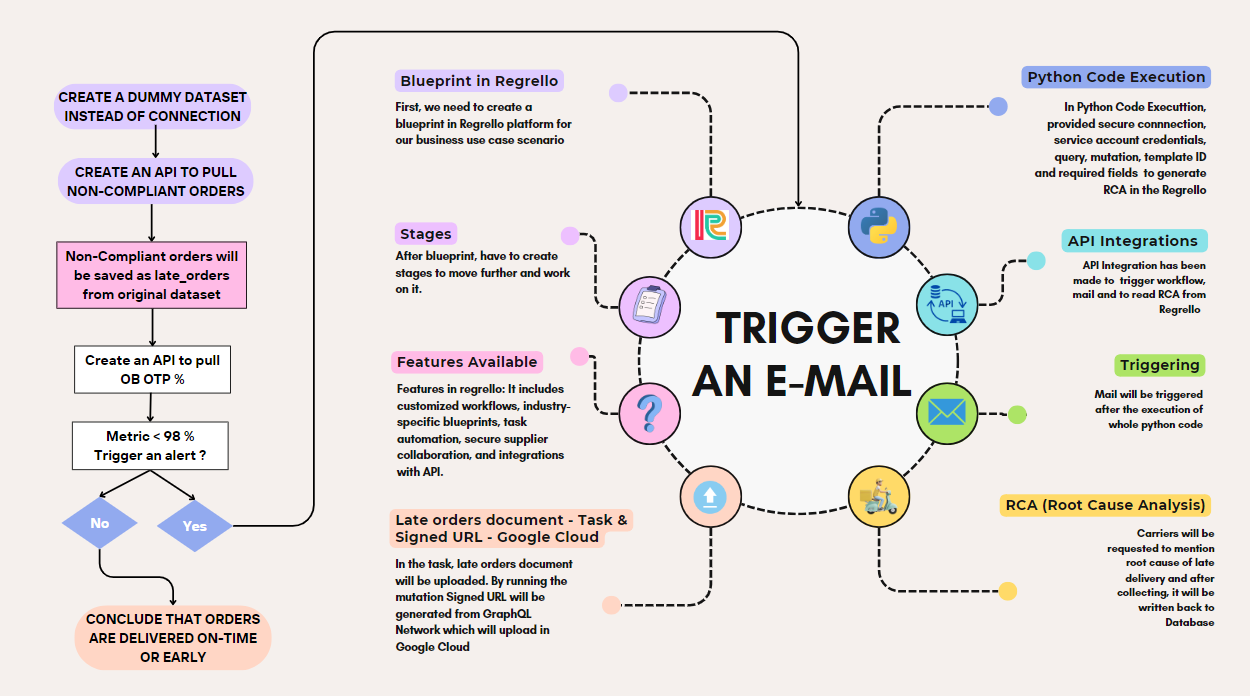 CREATE A DUMMY DATASET
INSTEAD OF CONNECTION
CREATE AN API TO PULL
NON-COMPLIANT ORDERS
Non-Compliant orders will
be saved as late_orders
from original dataset
Create an API to pull
OB OTP %
Metric < 98 %
Trigger an alert ?
No
Yes
CONCLUDE THAT ORDERS
ARE DELIVERED ON-TIME
OR EARLY
Blueprint in Regrello
First, we need to create a
blueprint in Regrello platform for
our business use case scenario
Stages
After blueprint, have to create
stages to move further and work
on it.
Features Available
Features in regrello: It includes
customized workflows, industry-
specific blueprints, task
automation, secure supplier
collaboration, and integrations
with API.
Late orders document - Task &
Signed URL - Google Cloud
In the task, late orders document
will be uploaded. By running the
mutation Signed URL will be
generated from GraphQL
Network which will upload in
Google Cloud
TRIGGER
AN E-MAIL
API
Python Code Execution
In Python Code Executtion,
provided secure connnection,
service account credentials,
query, mutation, template ID
and required fields to generate
RCA in the Regrello
API Integrations
API Integration has been
made to trigger workflow,
mail and to read RCA from
Regrello
Triggering
Mail will be triggered
after the execution of
whole python code
RCA (Root Cause Analysis)
Carriers will be
requested to mention
root cause of late
delivery and after
collecting, it will be
written back to
Database